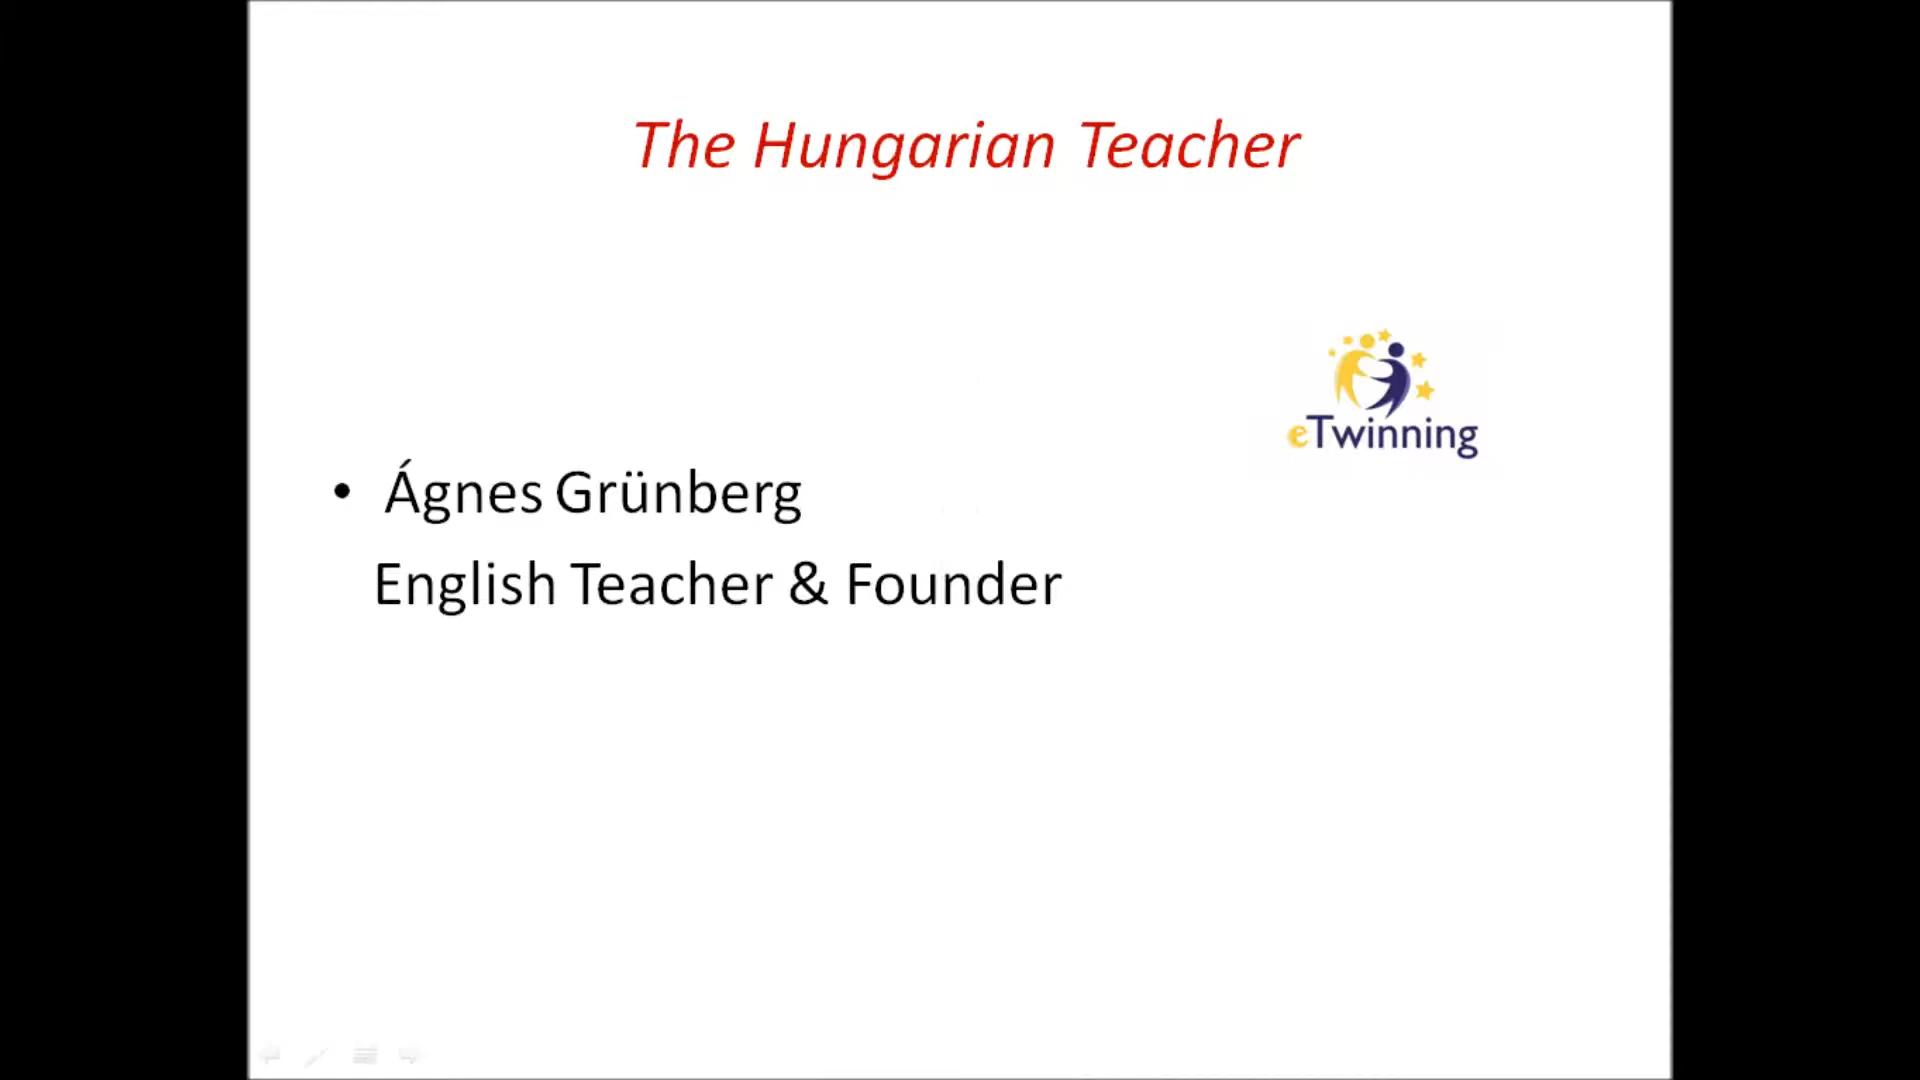 The Hungarian Teacher
eTwinning
• Ágnes Grünberg
English Teacher & Founder